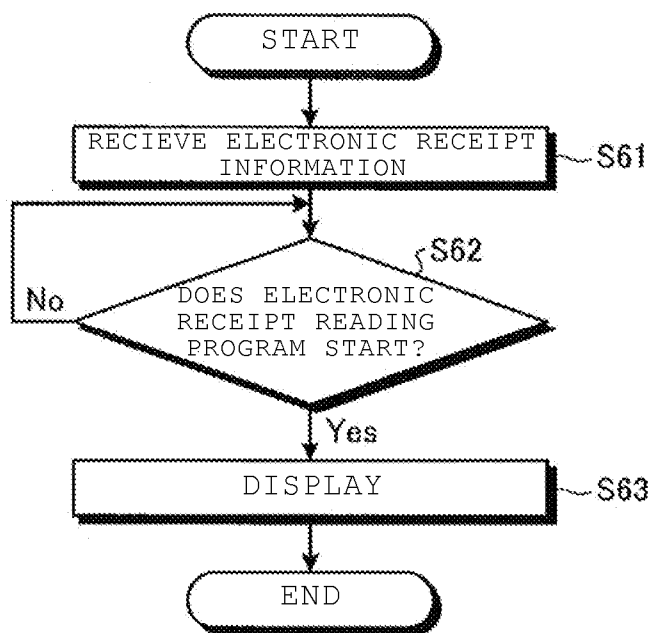 START
RECIEVE ELECTRONIC RECEIPT
INFORMATION
S61
S62
No
DOES ELECTRONIC
RECEIPT READING
PROGRAM START?
Yes
DISPLAY
S63
END